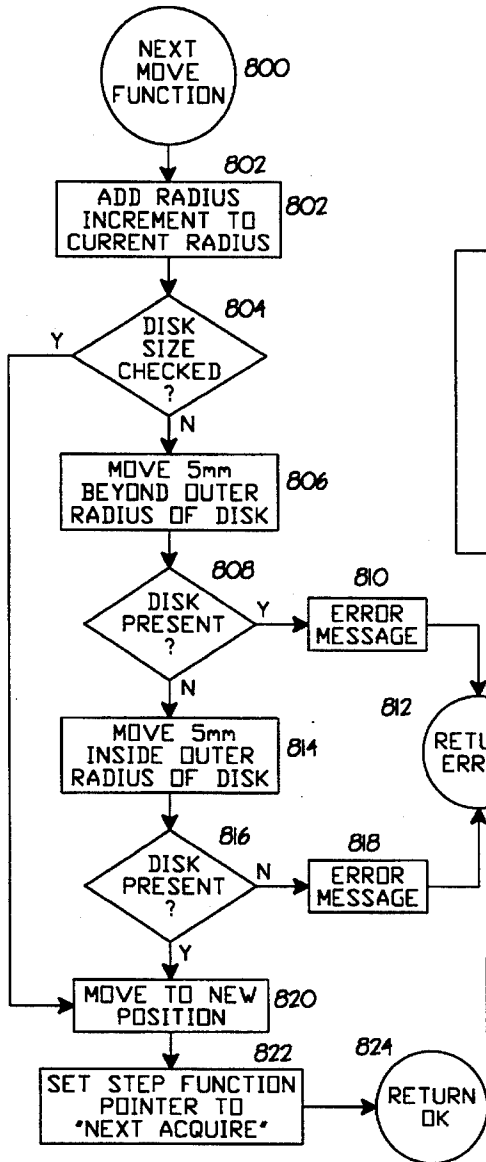 NEXT
MOVE
FUNCTION
800
802
ADD RADIUS
INCREMENT TO
CURRENT RADIUS
802
804
DISK
SIZE
CHECKED
?
Y
N
MOVE 5mm
BEYOND OUTER
RADIUS OF DISK
806
808
DISK
PRESENT
?
Y
N
810
ERROR
MESSAGE
812
MOVE 5mm
INSIDE OUTER
RADIUS OF DISK
814
816
DISK
PRESENT
?
N
Y
818
ERROR
MESSAGE
MOVE TO NEW
POSITION
820
822
SET STEP FUNCTION
POINTER TO
"NEXT ACQUIRE"
824
RETURN
OK